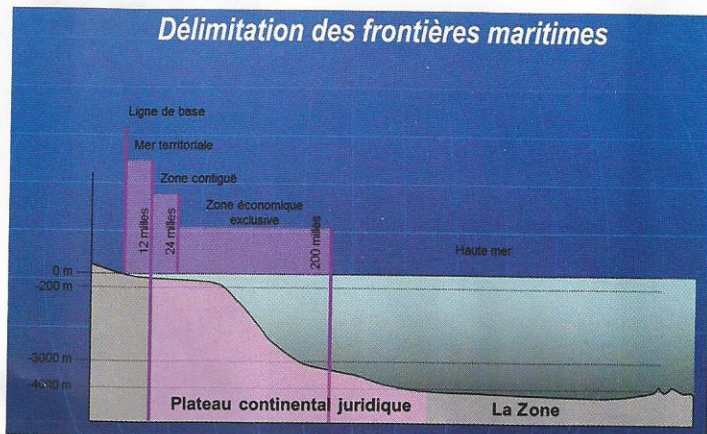 Délimitation des frontières maritimes
Ligne de base
Mer territoriale
Zone contiguë
Zone économique
exclusive
12 milles
24 milles
200 milles
Haute mer
0 m
-200 m
-3000 m
-4000 m
Plateau continental juridique
La Zone